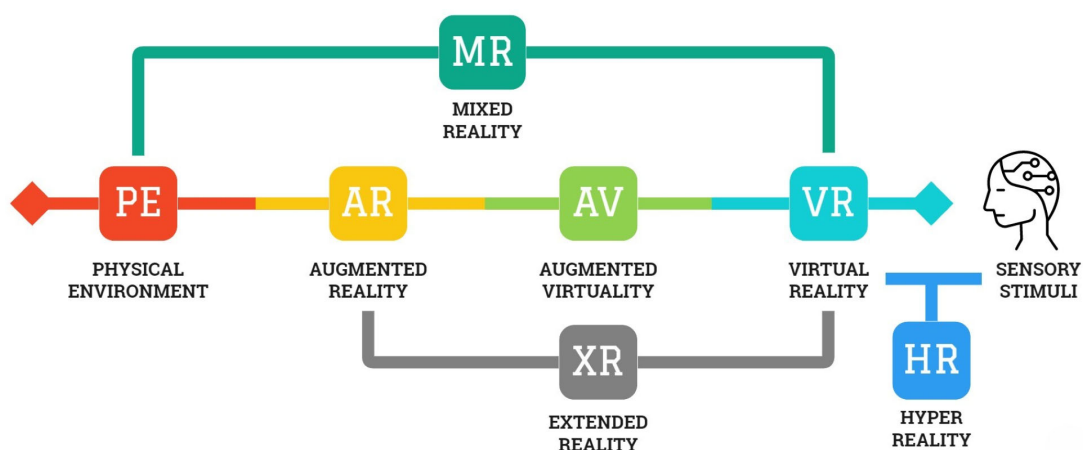 MR
MIXED
REALITY
PE
AR
AV
VR
PHYSICAL
ENVIRONMENT
AUGMENTED
REALITY
AUGMENTED
VIRTUALITY
VIRTUAL
REALITY
SENSORY
STIMULI
XR
EXTENDED
REALITY
HR
HYPER
REALITY